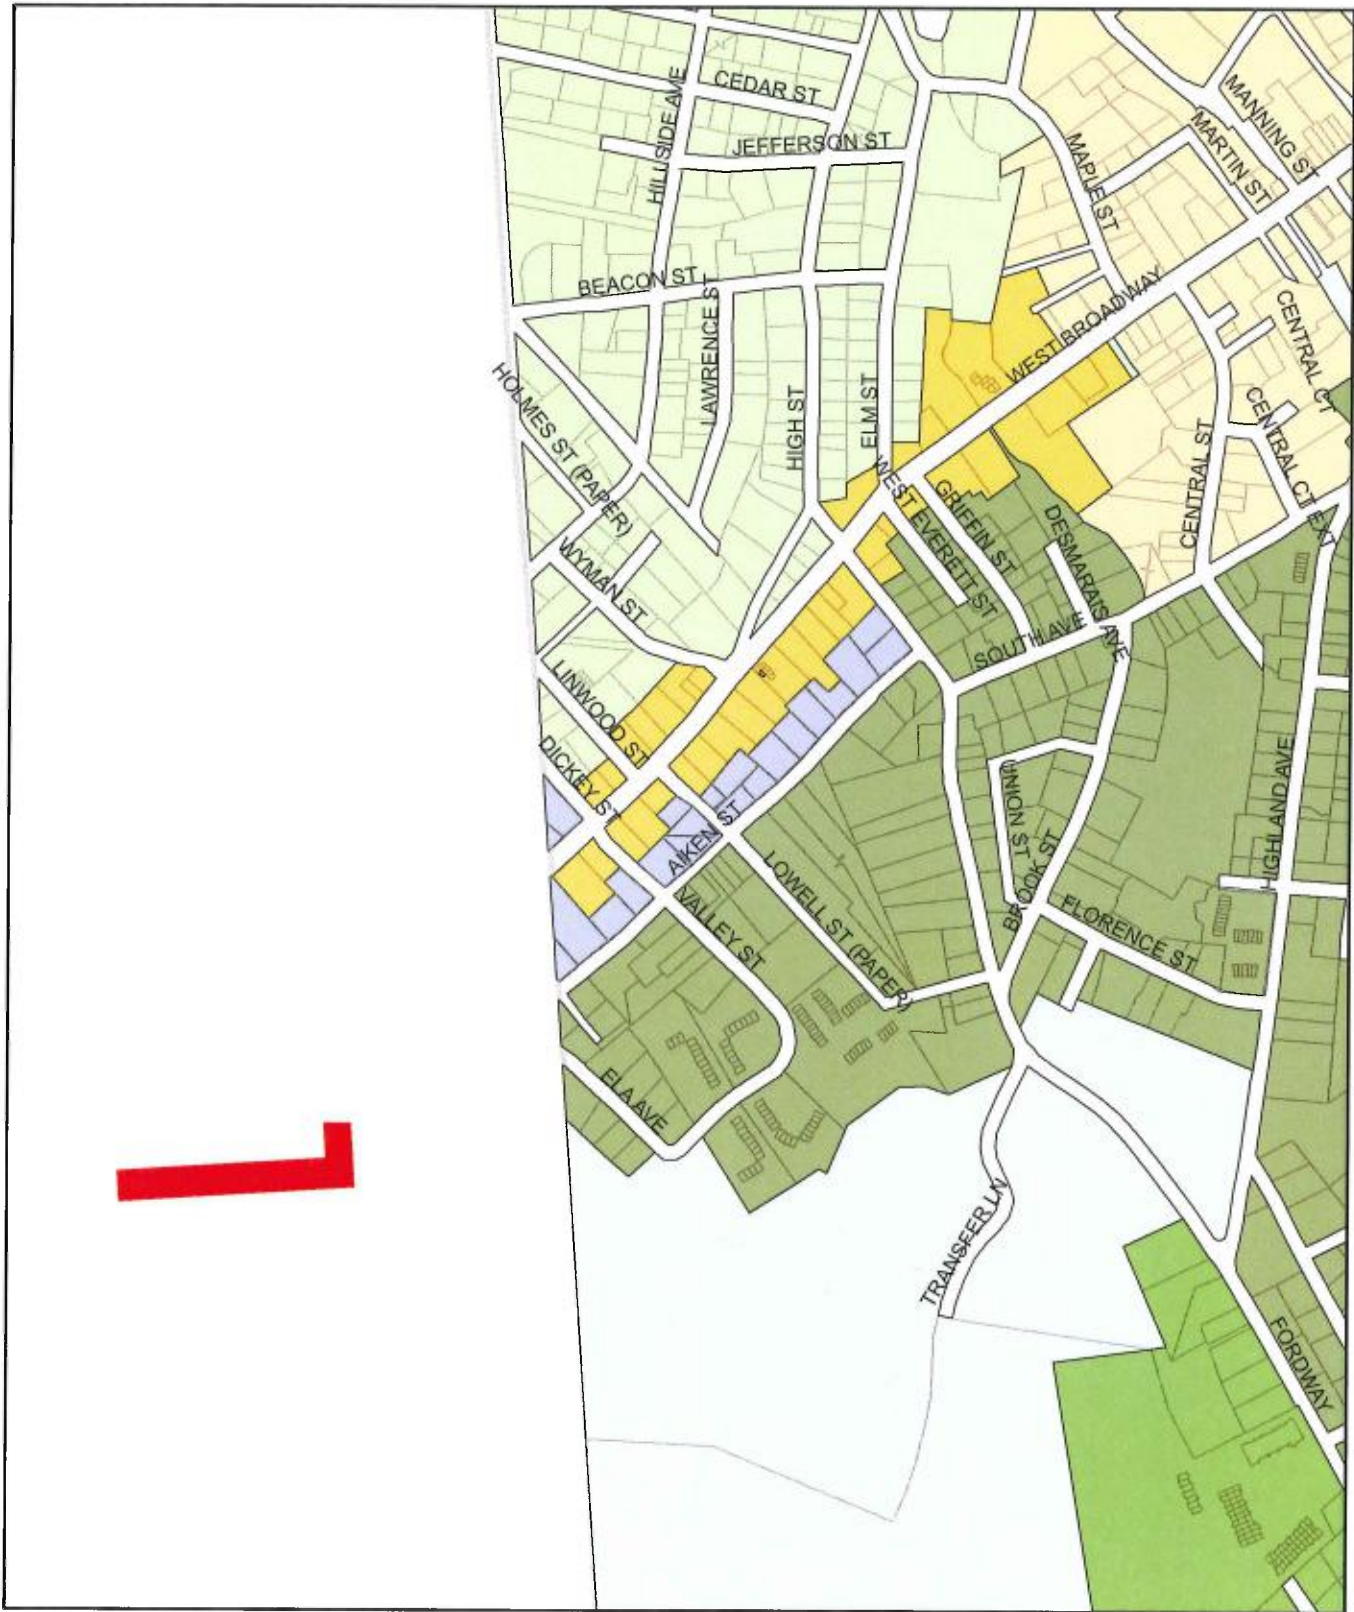 CEDAR ST
HILLSIDE AVE
JEFFERSON ST
MANNING ST
MARTIN ST
MAPLE ST
BEACON ST
LAWRENCE ST
WEST BROADWAY
CENTRAL CT
HOLMES ST (PAPER)
HIGH ST
ELM ST
CENTRAL ST
CENTRAL CT EXT
WEST EVERETT ST
GRIFFIN ST
DESMARAIS AVE
WYMAN ST
SOUTH AVE
LINWOOD ST
DICKEY ST
AIKEN ST
UNION ST
HIGHLAND AVE
LOWELL ST (PAPER)
BROOK ST
VALLEY ST
FLORENCE ST
ELA AVE
TRANSFER LN
FORDWAY